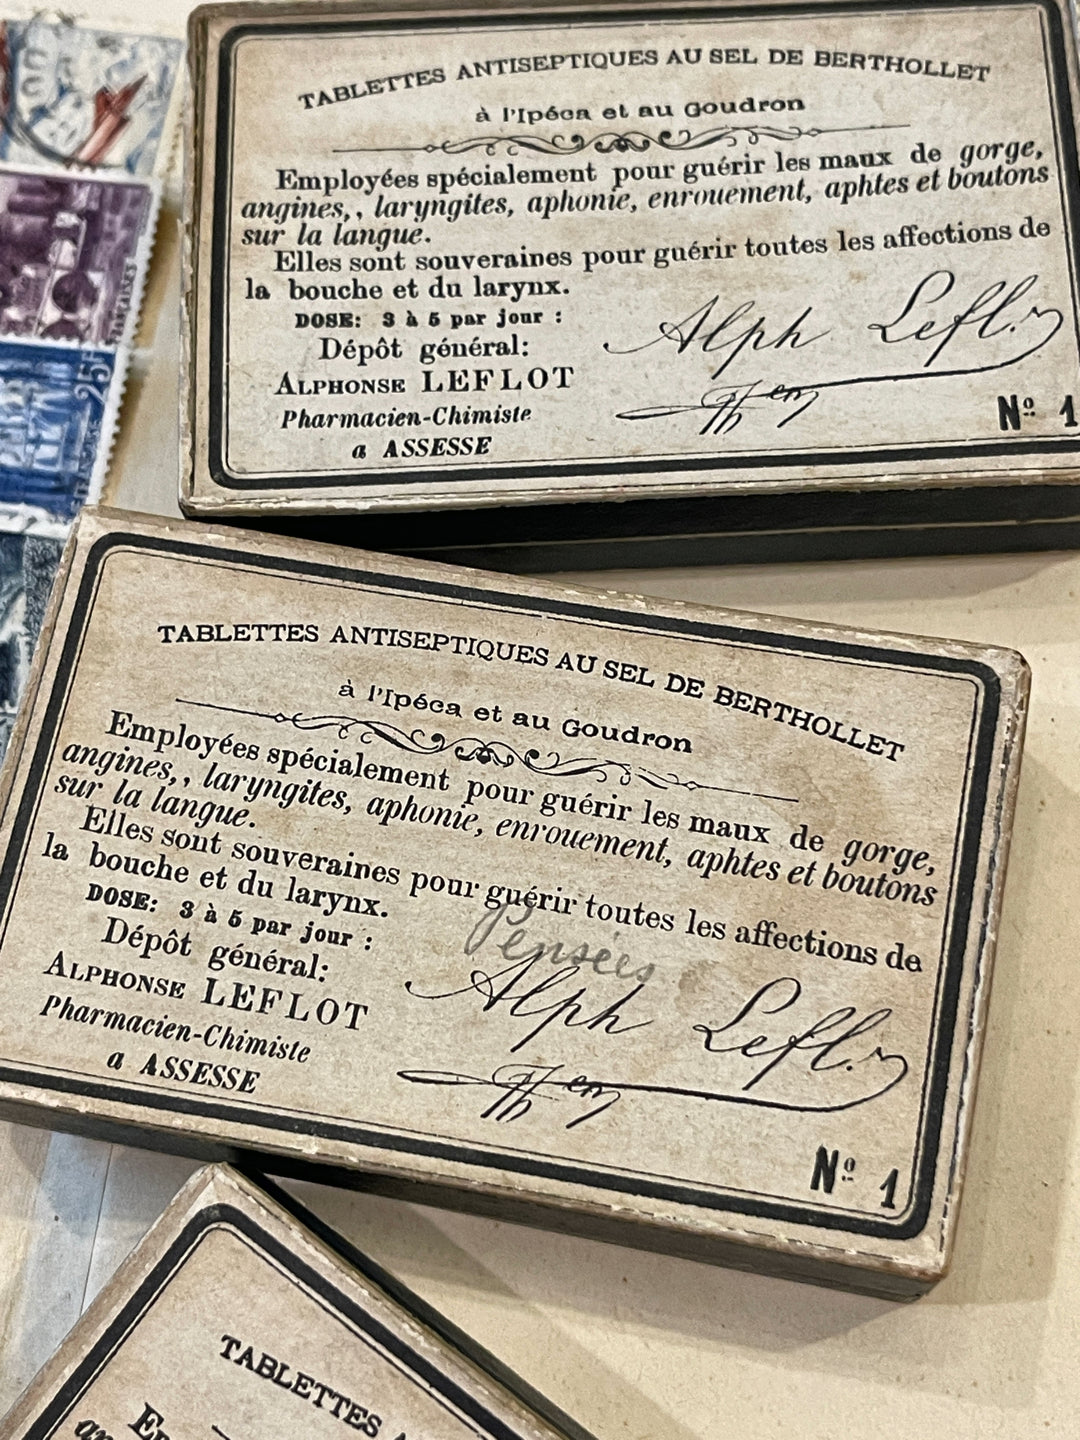 TABLETTES ANTISEPTIQUES AU SEL DE BERTHOLLET
à l'Ipéca et au Goudron
Employées spécialement pour guérir les maux de gorge,
angines,, laryngites, aphonie, enrouement, aphtes et boutons
sur la langue.
Elles sont souveraines pour guérir toutes les affections de
la bouche et du larynx.
DOSE: 3 à 5 par jour :
Dépôt général:
ALPHONSE LEFLOT
Pharmacien-Chimiste
a ASSESSE
Alph Leflot
Phen
Nº 1
25F
TABLETTES ANTISEPTIQUES AU SEL DE BERTHOLLET
à l'Ipéca et au Goudron
Employées spécialement pour guérir les maux de gorge,
angines,, laryngites, aphonie, enrouement, aphtes et boutons
sur la langue.
Elles sont souveraines pour guérir toutes les affections de
la bouche et du larynx.
DOSE: 3 à 5 par jour :
Dépôt général:
ALPHONSE LEFLOT
Pharmacien-Chimiste
a ASSESSE
Pensées
Alph Leflot
Phen
Nº 1
TABLETTES